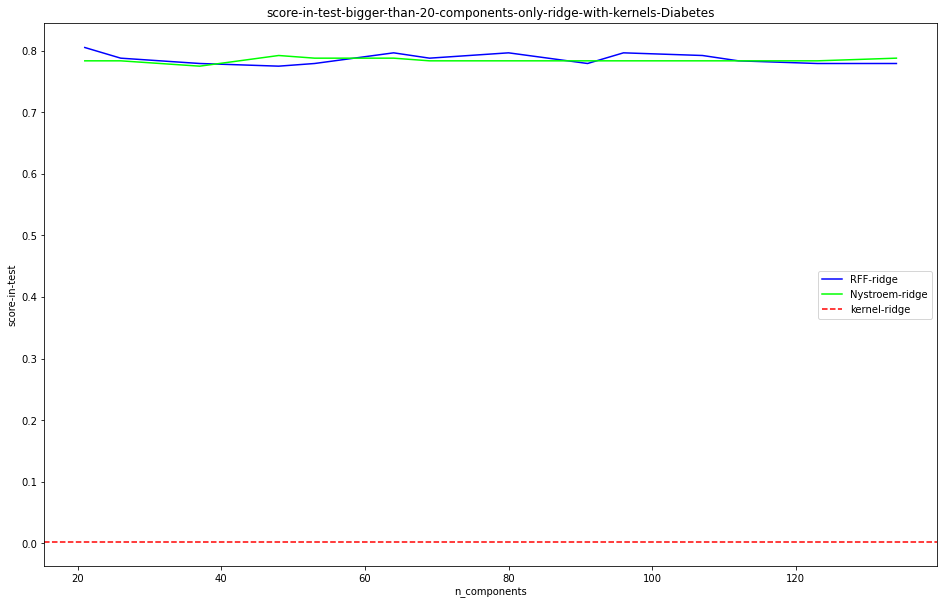 score-in-test-bigger-than-20-components-only-ridge-with-kernels-Diabetes
0.8
0.7
0.6
0.5
0.4
0.3
0.2
0.1
0.0
score-in-test
RFF-ridge
Nystroem-ridge
kernel-ridge
20 40 60 80 100 120
n_components